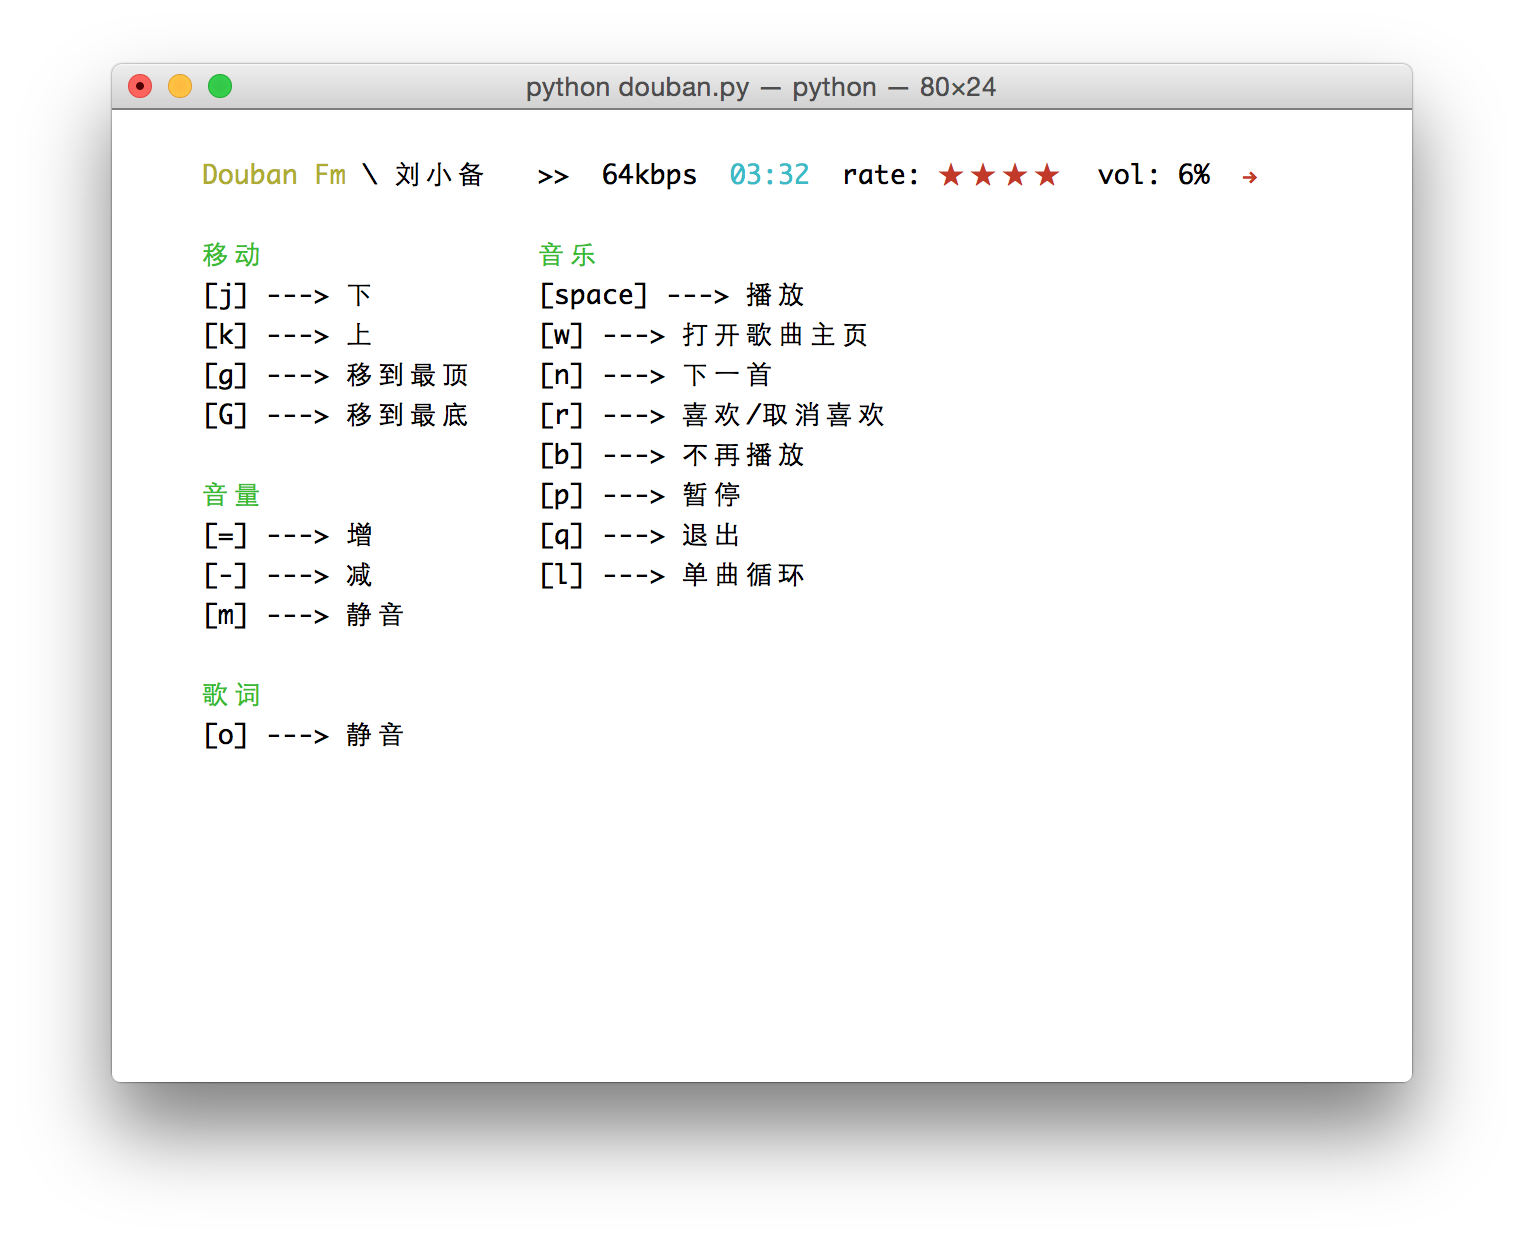 python douban.py — python — 80×24
Douban Fm \ 刘小备 >> 64kbps 03:32 rate: ★★★★ vol: 6% →
移动 音乐
[j] ---> 下 [space] ---> 播放
[k] ---> 上 [w] ---> 打开歌曲主页
[g] ---> 移到最顶 [n] ---> 下一首
[G] ---> 移到最底 [r] ---> 喜欢/取消喜欢
[b] ---> 不再播放
音量 [p] ---> 暂停
[=] ---> 增 [q] ---> 退出
[-] ---> 减 [l] ---> 单曲循环
[m] ---> 静音
歌词
[o] ---> 静音